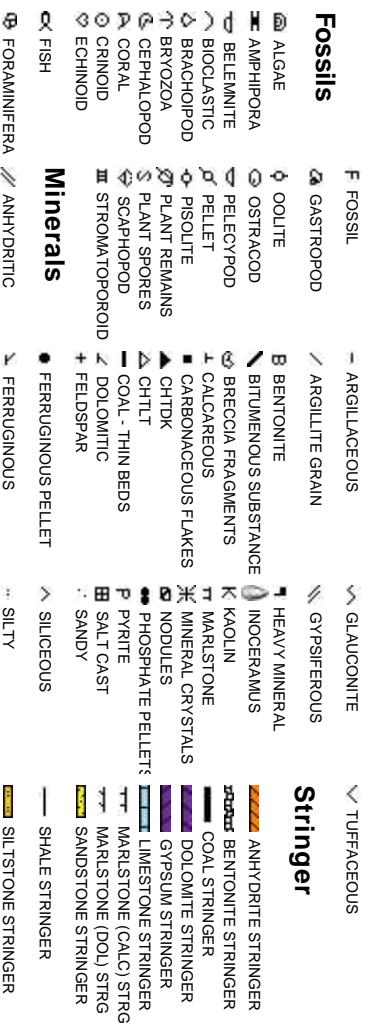 Fossils
ALGAE
AMPHIPORA
BELEMNITE
BIOCLASTIC
BRACHOIPOD
BRYOZOA
CEPHALOPOD
CORAL
CRINOID
ECHINOID
FISH
FORAMINIFERA
FOSSIL
GASTROPOD
OOLITE
OSTRACOD
PELECYPOD
PELLET
PISOLITE
PLANT REMAINS
PLANT SPORES
SCAPHOPOD
STROMATOPOROID
Minerals
ANHYDRITIC
ARGILLACEOUS
ARGILLITE GRAIN
BENTONITE
BITUMENOUS SUBSTANCE
BRECCIA FRAGMENTS
CALCAREOUS
CARBONACEOUS FLAKES
CHTDK
CHTLT
COAL - THIN BEDS
DOLOMITIC
FELDSPAR
FERRUGINOUS PELLET
FERRUGINOUS
GLAUCONITE
GYPSIFEROUS
HEAVY MINERAL
INOCERAMUS
KAOLIN
MARLSTONE
MINERAL CRYSTALS
NODULES
PHOSPHATE PELLETS
PYRITE
SALT CAST
SANDY
SILICEOUS
SILTY
TUFFACEOUS
Stringer
ANHYDRITE STRINGER
BENTONITE STRINGER
COAL STRINGER
DOLOMITE STRINGER
GYPSUM STRINGER
LIMESTONE STRINGER
MARLSTONE (CALC) STRG
MARLSTONE (DOL) STRG
SANDSTONE STRINGER
SHALE STRINGER
SILTSTONE STRINGER